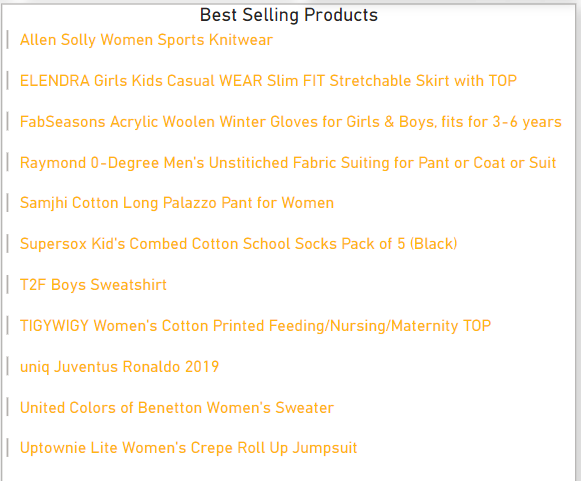 Best Selling Products
Allen Solly Women Sports Knitwear
ELENDRA Girls Kids Casual WEAR Slim FIT Stretchable Skirt with TOP
FabSeasons Acrylic Woolen Winter Gloves for Girls & Boys, fits for 3-6 years
Raymond 0-Degree Men's Unstitiched Fabric Suiting for Pant or Coat or Suit
Samjhi Cotton Long Palazzo Pant for Women
Supersox Kid's Combed Cotton School Socks Pack of 5 (Black)
T2F Boys Sweatshirt
TIGYWIGY Women's Cotton Printed Feeding/Nursing/Maternity TOP
uniq Juventus Ronaldo 2019
United Colors of Benetton Women's Sweater
Uptownie Lite Women's Crepe Roll Up Jumpsuit